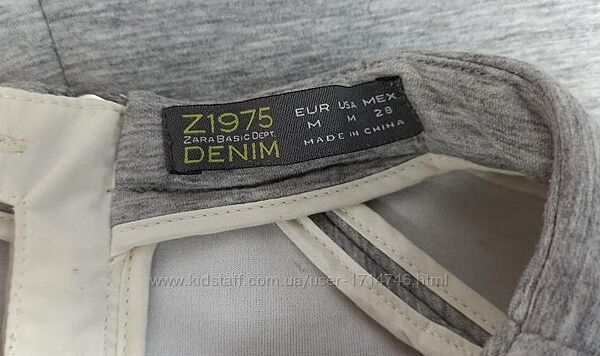 Z1975
ZARA BASIC DEPT.
DENIM
EUR USA MEX
M M 28
MADE IN CHINA
www.kidstaff.com.ua/user-1714746.html